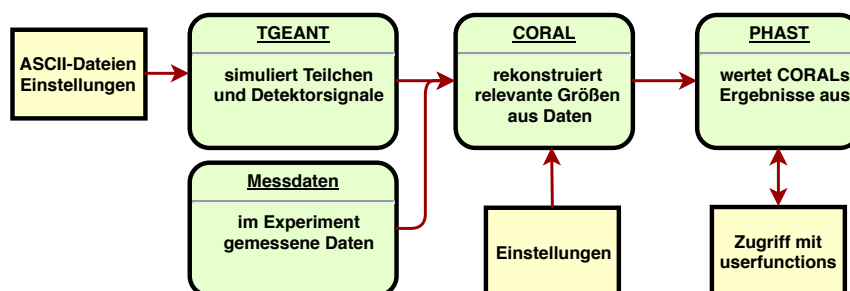 ASCII-Dateien
Einstellungen
TGEANT
simuliert Teilchen
und Detektorsignale
Messdaten
im Experiment
gemessene Daten
CORAL
rekonstruiert
relevante Größen
aus Daten
Einstellungen
PHAST
wertet CORALs
Ergebnisse aus
Zugriff mit
userfunctions